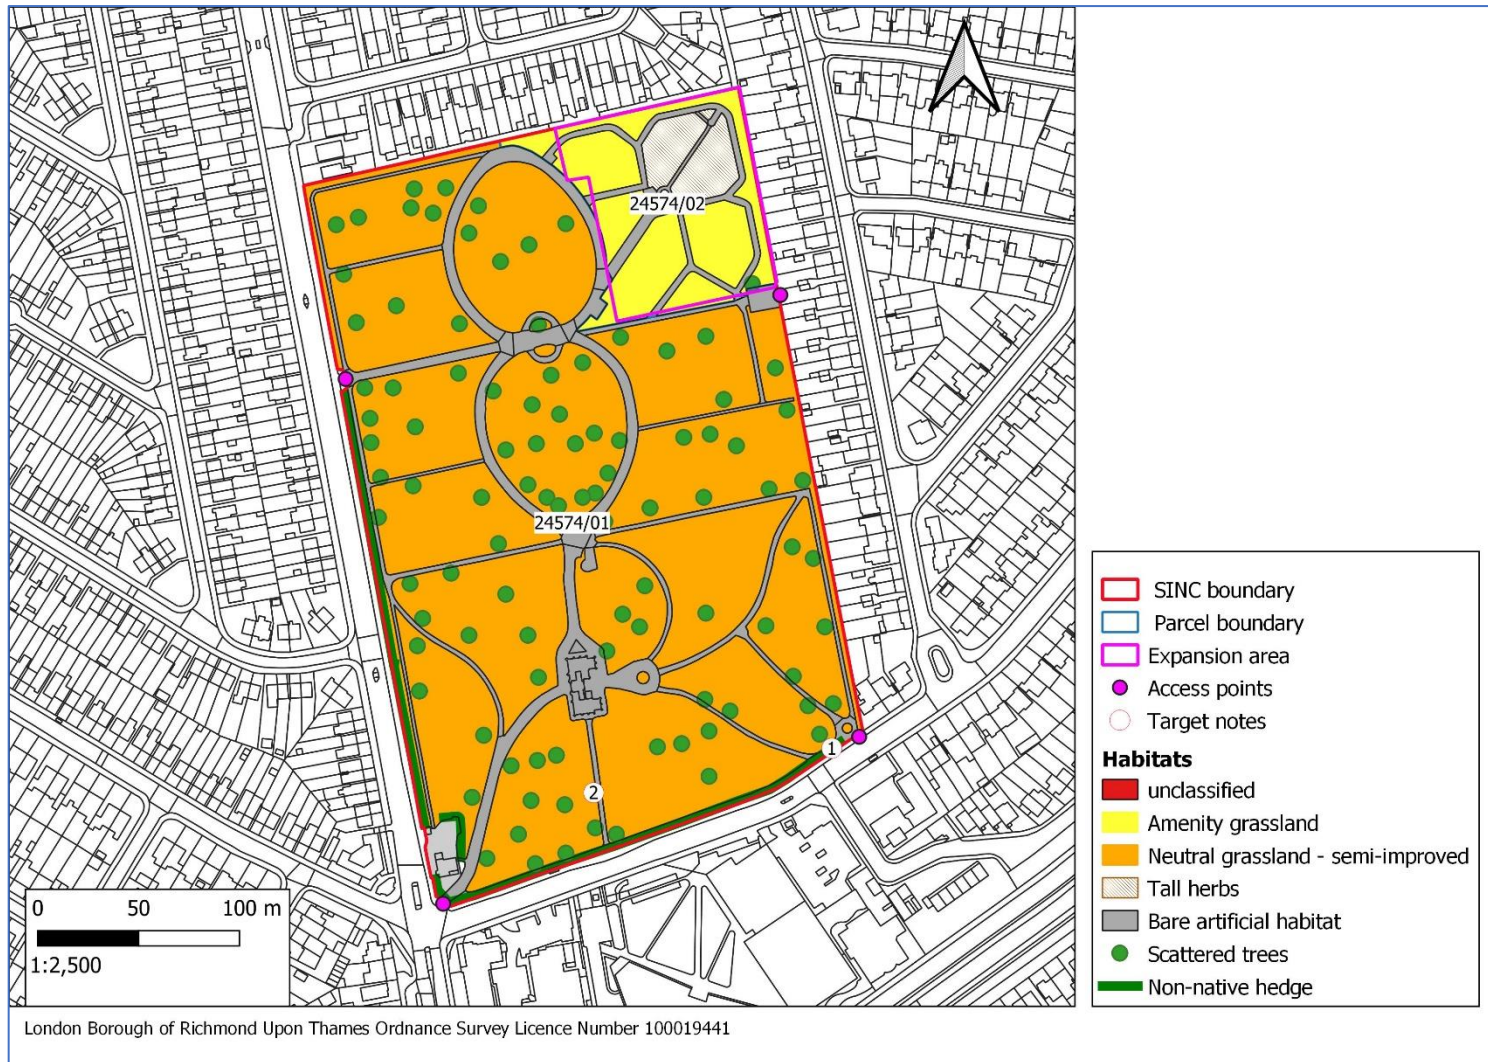 24574/02
24574/01
1
2
0 50 100 m
1:2,500
SINC boundary
Parcel boundary
Expansion area
Access points
Target notes
Habitats
unclassified
Amenity grassland
Neutral grassland - semi-improved
Tall herbs
Bare artificial habitat
Scattered trees
Non-native hedge
London Borough of Richmond Upon Thames Ordnance Survey Licence Number 100019441